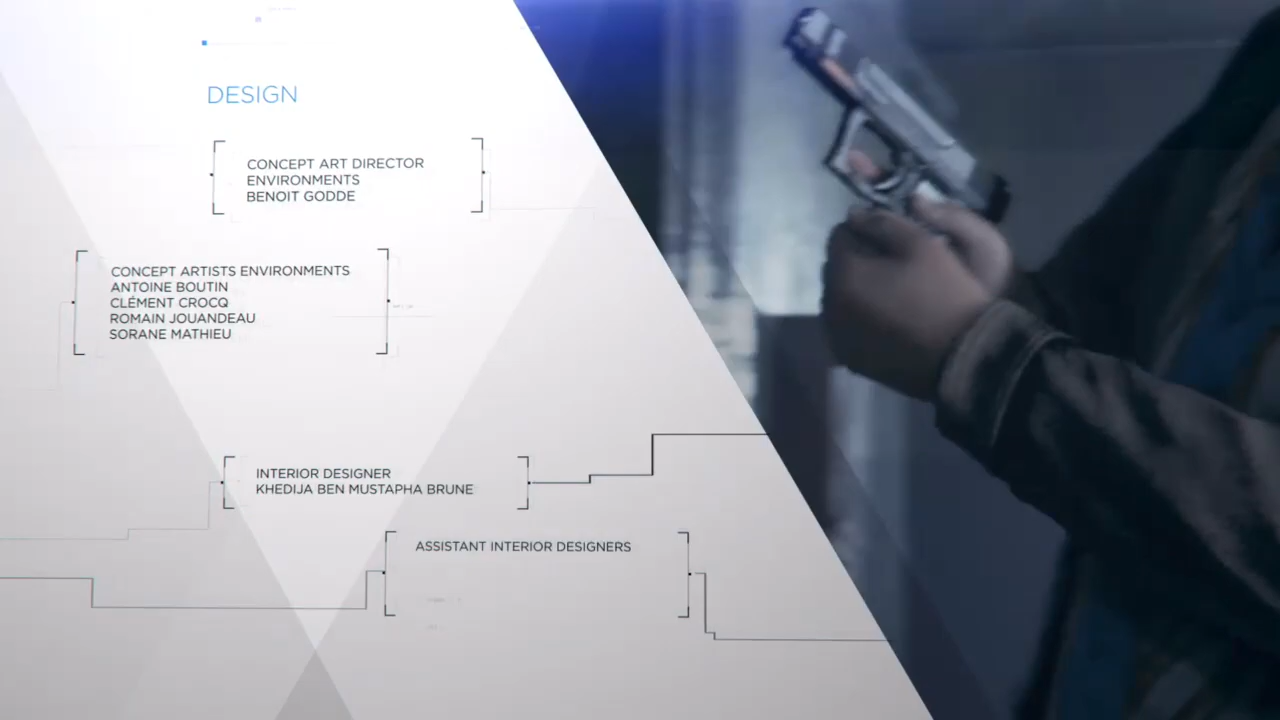 DESIGN
CONCEPT ART DIRECTOR
ENVIRONMENTS
BENOIT GODDE
CONCEPT ARTISTS ENVIRONMENTS
ANTOINE BOUTIN
CLÉMENT CROCQ
ROMAIN JOUANDEAU
SORANE MATHIEU
INTERIOR DESIGNER
KHEDIJA BEN MUSTAPHA BRUNE
ASSISTANT INTERIOR DESIGNERS